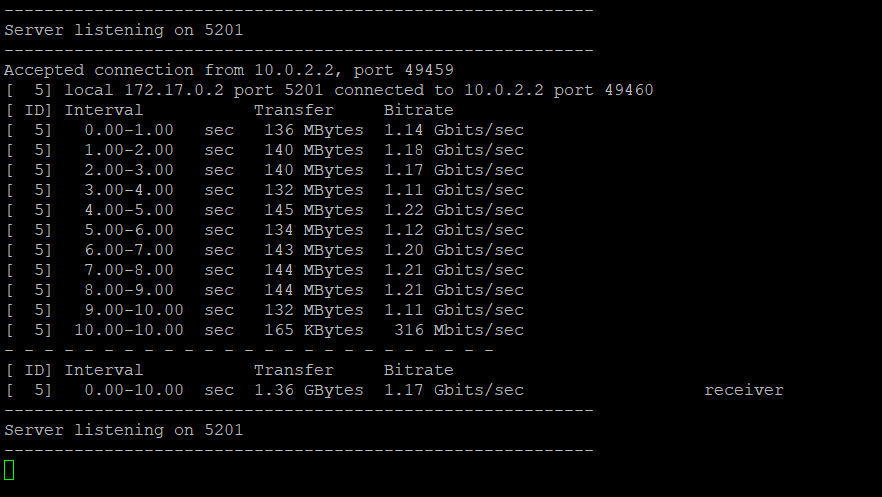 -----------------------------------------------------------
Server listening on 5201
-----------------------------------------------------------
Accepted connection from 10.0.2.2, port 49459
[  5] local 172.17.0.2 port 5201 connected to 10.0.2.2 port 49460
[ ID] Interval           Transfer     Bitrate
[  5]   0.00-1.00   sec   136 MBytes  1.14 Gbits/sec
[  5]   1.00-2.00   sec   140 MBytes  1.18 Gbits/sec
[  5]   2.00-3.00   sec   140 MBytes  1.17 Gbits/sec
[  5]   3.00-4.00   sec   132 MBytes  1.11 Gbits/sec
[  5]   4.00-5.00   sec   145 MBytes  1.22 Gbits/sec
[  5]   5.00-6.00   sec   134 MBytes  1.12 Gbits/sec
[  5]   6.00-7.00   sec   143 MBytes  1.20 Gbits/sec
[  5]   7.00-8.00   sec   144 MBytes  1.21 Gbits/sec
[  5]   8.00-9.00   sec   144 MBytes  1.21 Gbits/sec
[  5]   9.00-10.00  sec   132 MBytes  1.11 Gbits/sec
[  5]  10.00-10.00  sec   165 KBytes   316 Mbits/sec
- - - - - - - - - - - - - - - - - - - - - - - - -
[ ID] Interval           Transfer     Bitrate
[  5]   0.00-10.00  sec  1.36 GBytes  1.17 Gbits/sec                  receiver
-----------------------------------------------------------
Server listening on 5201
-----------------------------------------------------------